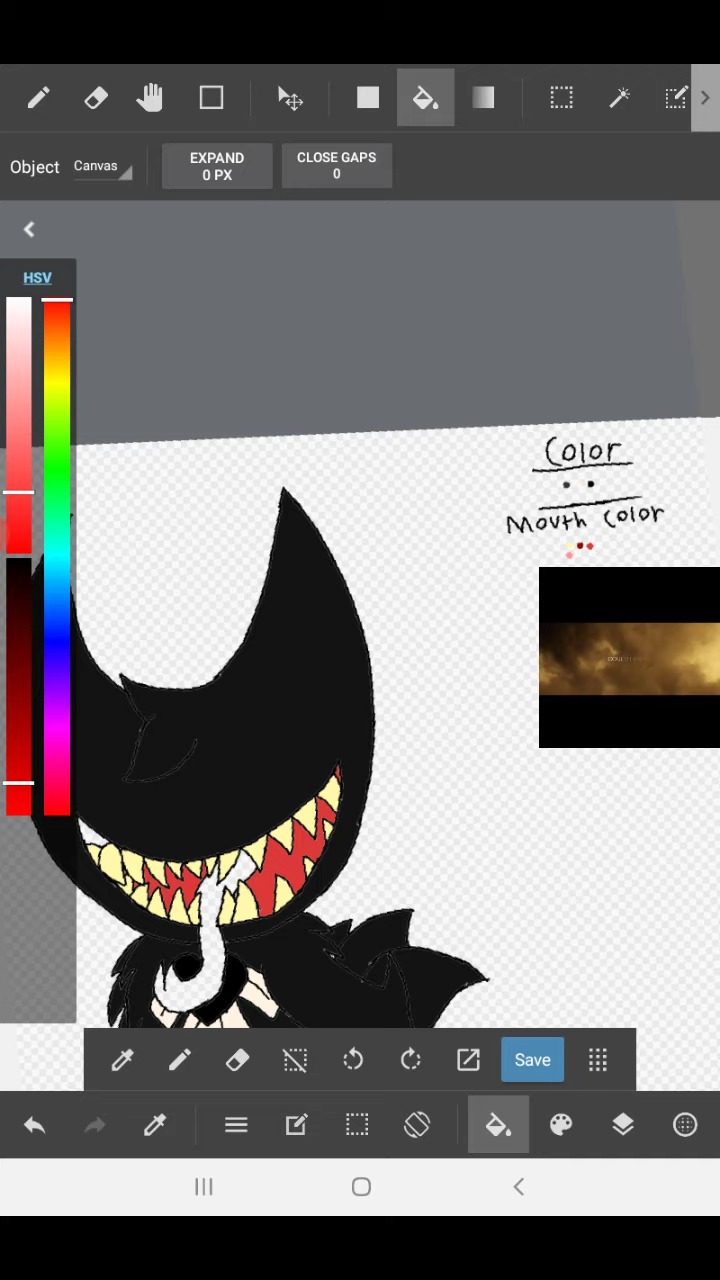 Object Canvas
EXPAND
0 PX
CLOSE GAPS
0
HSV
Color
Mouth Color
Save